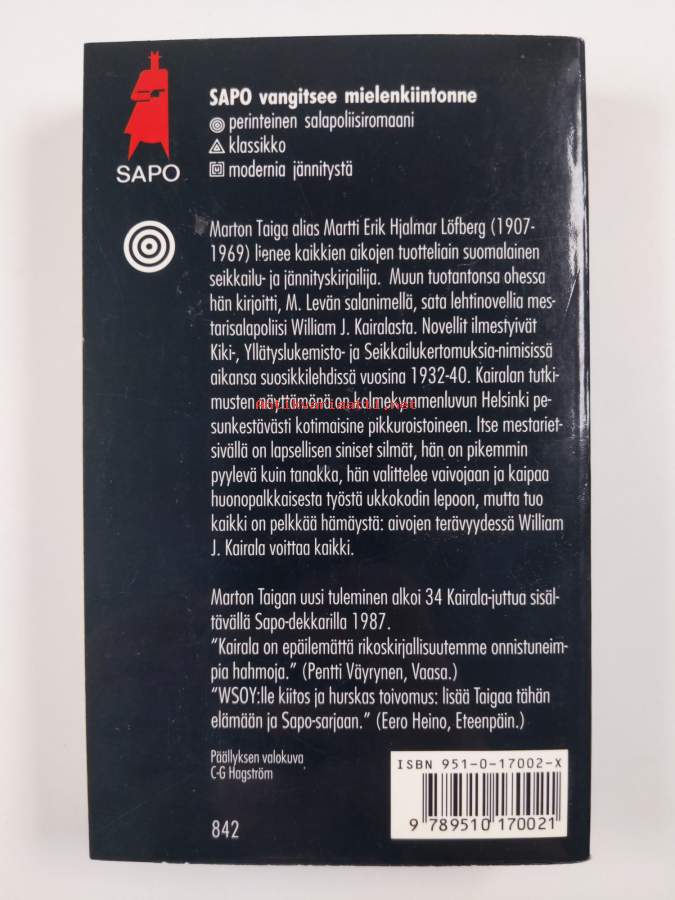 SAPO
SAPO vangitsee mielenkiintonne
perinteinen salapoliisiromaani
klassikko
modernia jännitystä
Marton Taiga alias Martti Erik Hjalmar Löfberg (1907-
1969) lienee kaikkien aikojen tuotteliain suomalainen
seikkailu- ja jännityskirjailija. Muun tuotantonsa ohessa
hän kirjoitti, M. Levän salanimellä, sata lehtinovellia mes-
tarisalapoliisi William J. Kairalasta. Novellit ilmestyivät
Kiki-, Yllätyslukemisto- ja Seikkailukertomuksia-nimisissä
aikansa suosikkilehdissä vuosina 1932-40. Kairalan tutki-
musten näyttämönä on kolmekymmenluvun Helsinki pe-
Antikvariaatti.net
sunkestävästi kotimaisine pikkuroistoineen. Itse mestariet-
sivällä on lapsellisen siniset silmät, hän on pikemmin
pyylevä kuin tanakka, hän valittelee vaivojaan ja kaipaa
huonopalkkaisesta työstä ukkokodin lepoon, mutta tuo
kaikki on pelkkää hämäystä: aivojen terävyydessä William
J. Kairala voittaa kaikki.
Marton Taigan uusi tuleminen alkoi 34 Kairala-juttua sisäl-
tävällä Sapo-dekkarilla 1987.
"Kairala on epäilemättä rikoskirjallisuutemme onnistuneim-
pia hahmoja." (Pentti Väyrynen, Vaasa.)
"WSOY:lle kiitos ja hurskas toivomus: lisää Taigaa tähän
elämään ja Sapo-sarjaan." (Eero Heino, Eteenpäin.)
Päällyksen valokuva
C-G Hagström
842
ISBN 951-0-17002-X
9 789510 170021